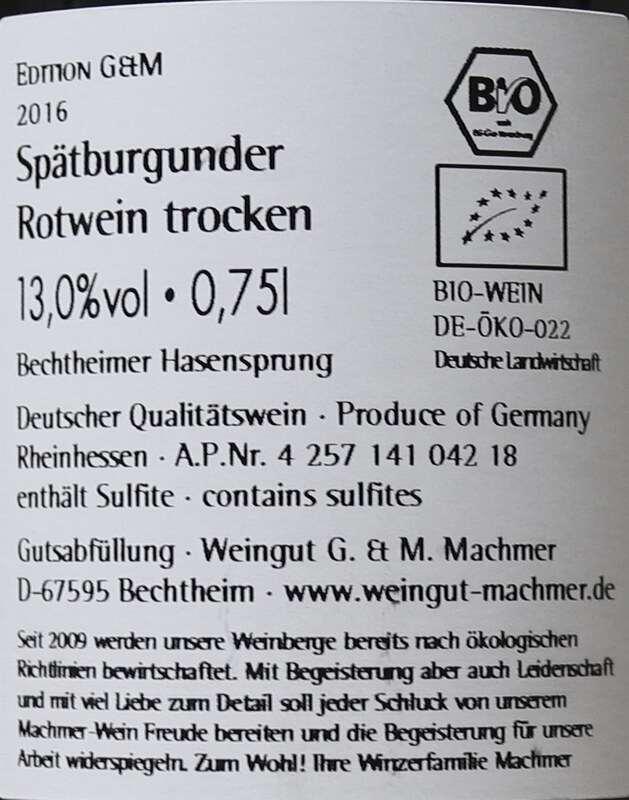 EDITION G&M
2016
Spätburgunder
Rotwein trocken
13,0%vol • 0,75l
Bechtheimer Hasensprung
Deutscher Qualitätswein · Produce of Germany
Rheinhessen · A.P.Nr. 4 257 141 042 18
enthält Sulfite · contains sulfites
Gutsabfüllung · Weingut G. & M. Machmer
D-67595 Bechtheim · www.weingut-machmer.de
Seit 2009 werden unsere Weinberge bereits nach ökologischen
Richtlinien bewirtschaftet. Mit Begeisterung aber auch Leidenschaft
und mit viel Liebe zum Detail soll jeder Schluck von unserem
Machmer-Wein Freude bereiten und die Begeisterung für unsere
Arbeit widerspiegeln. Zum Wohl! Ihre Winzerfamilie Machmer
BIO
BIO-WEIN
DE-ÖKO-022
Deutsche Landwirtschaft